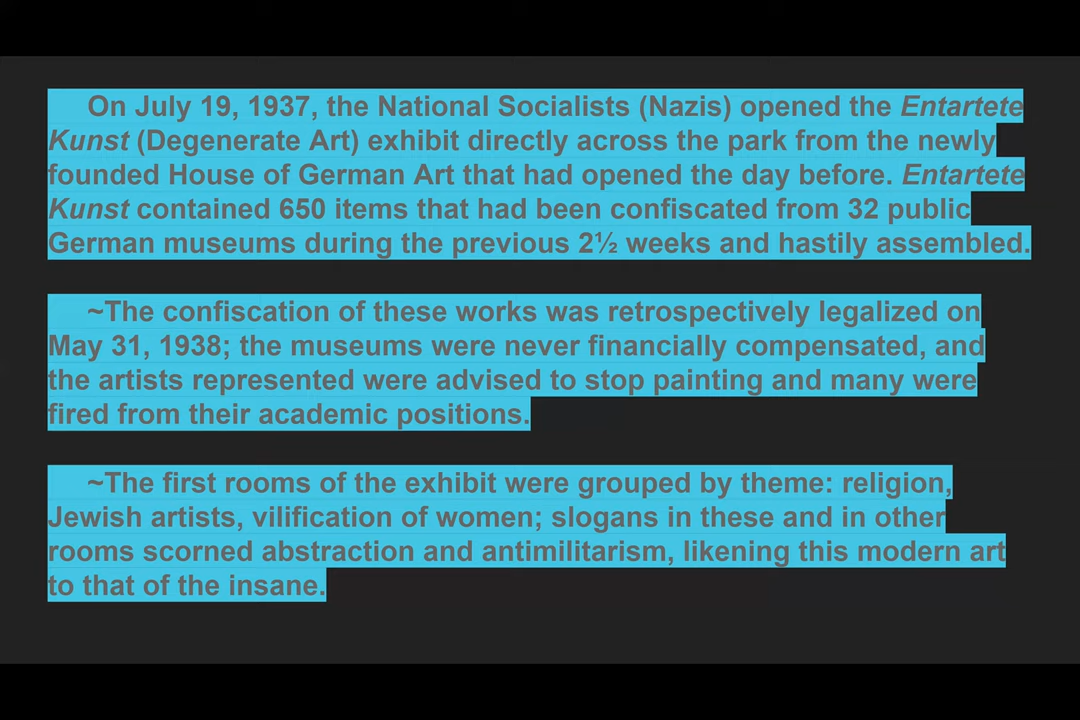 On July 19, 1937, the National Socialists (Nazis) opened the Entartete
Kunst (Degenerate Art) exhibit directly across the park from the newly
founded House of German Art that had opened the day before. Entartete
Kunst contained 650 items that had been confiscated from 32 public
German museums during the previous 2½ weeks and hastily assembled.
~The confiscation of these works was retrospectively legalized on
May 31, 1938; the museums were never financially compensated, and
the artists represented were advised to stop painting and many were
fired from their academic positions.
~The first rooms of the exhibit were grouped by theme: religion,
Jewish artists, vilification of women; slogans in these and in other
rooms scorned abstraction and antimilitarism, likening this modern art
to that of the insane.